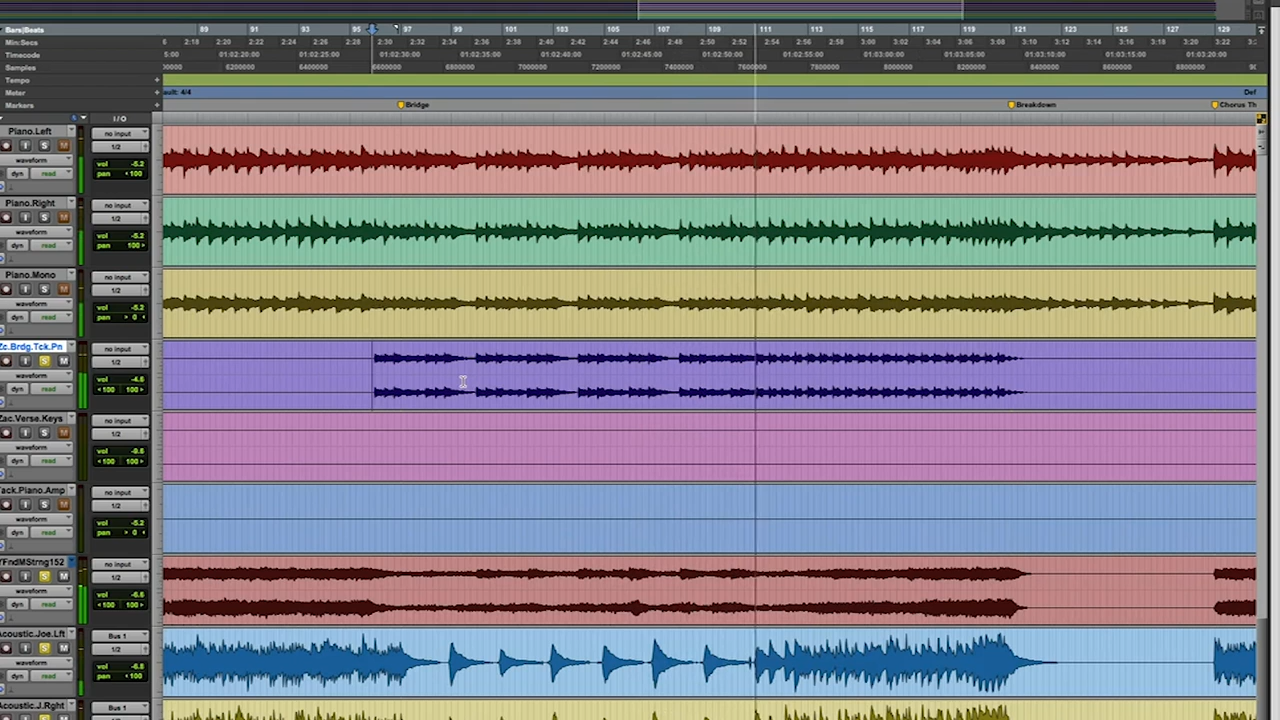 Bars|Beats 89 91 93 95 97 99 101 103 105 107 109 111 113 115 117 119 121 123 125 127 129
Min:Secs 2:18 2:20 2:22 2:24 2:26 2:28 2:30 2:32 2:34 2:36 2:38 2:40 2:42 2:44 2:46 2:48 2:50 2:52 2:54 2:56 2:58 3:00 3:02 3:04 3:06 3:08 3:10 3:12 3:14 3:16 3:18 3:20 3:22
Timecode 5:00 01:02:20:00 01:02:25:00 01:02:30:00 01:02:35:00 01:02:40:00 01:02:45:00 01:02:50:00 01:02:55:00 01:03:00:00 01:03:05:00 01:03:10:00 01:03:15:00 01:03:20:00
Samples 6200000 6400000 6600000 6800000 7000000 7200000 7400000 7600000 7800000 8000000 8200000 8400000 8600000 8800000
Tempo +
Meter + ault: 4/4 Def
Markers + Bridge Breakdown Chorus Th
I/O
Piano.Left no input
I S M 1/2
waveform vol -5.2
dyn read pan ‹100
Piano.Right no input
I S M 1/2
waveform vol -5.2
dyn read pan 100›
Piano.Mono no input
I S M 1/2
waveform vol -5.2
dyn read pan › 0 ‹
Zc.Brdg.Tck.Pn no input
I S M 1/2
waveform vol -4.5
dyn read ‹100 100›
Zac.Verse.Keys no input
I S M 1/2
waveform vol
dyn read ‹100 100›
Tack.Piano.Amp no input
I S M 1/2
waveform vol -5.2
dyn read pan › 0 ‹
YFndMStrng152 no input
I S M 1/2
waveform vol
dyn read ‹100 100›
Acoustic.Joe.Lft Bus 1
I S M 1/2
waveform vol
dyn read pan ‹100
Acoustic.J.Rght Bus 1